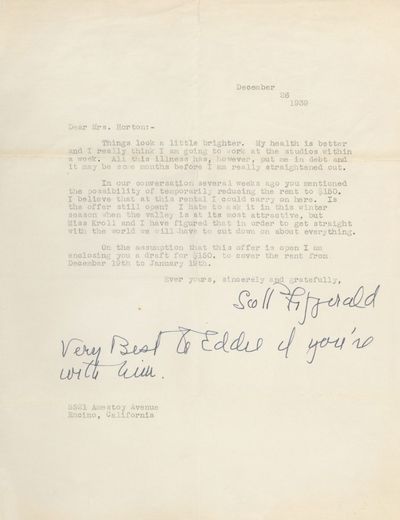 December
26
1939
Dear Mrs. Horton:-
Things look a little brighter. My health is better
and I really think I am going to work at the studios within
a week. All this illness has, however, put me in debt and
it may be some months before I am really straightened out.
In our conversation several weeks ago you mentioned
the possibility of temporarily reducing the rent to $150.
I believe that at this rental I could carry on here. Is
the offer still open? I hate to ask it in this winter
season when the valley is at its most attractive, but
Miss Kroll and I have figured that in order to get straight
with the world we will have to cut down on about everything.
On the assumption that this offer is open I am
enclosing you a draft for $150. to cover the rent from
December 19th to January 19th.
Ever yours, sincerely and gratefully,
Scott Fitzgerald
Very Best to Eddie if you're
with him.
5521 Amestoy Avenue
Encino, California